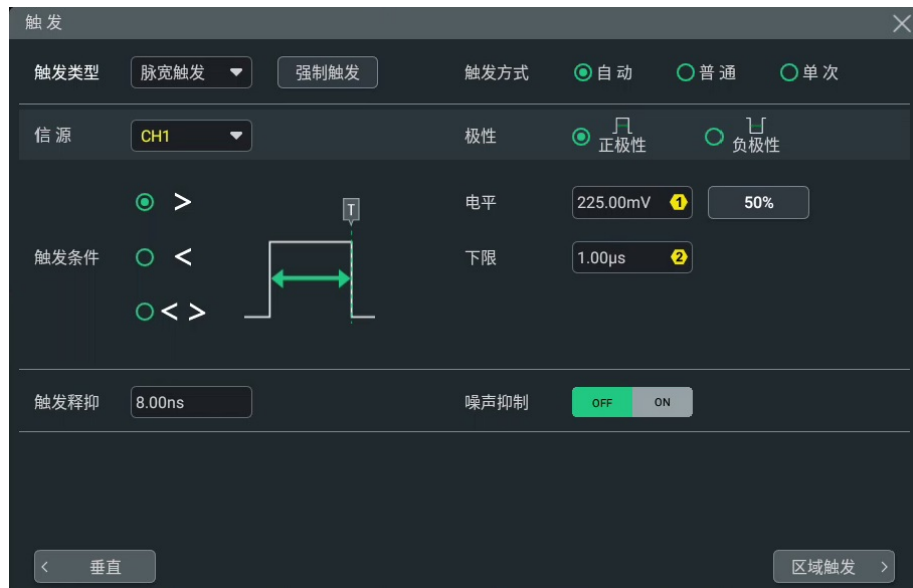 触 发
触发类型 脉宽触发 强制触发 触发方式 自 动 普 通 单 次
信 源 CH1 极性 正极性 负极性
> T 电平 225.00mV 1 50%
触发条件 < 下限 1.00μs 2
< >
触发释抑 8.00ns 噪声抑制 OFF ON
< 垂直 区域触发 >